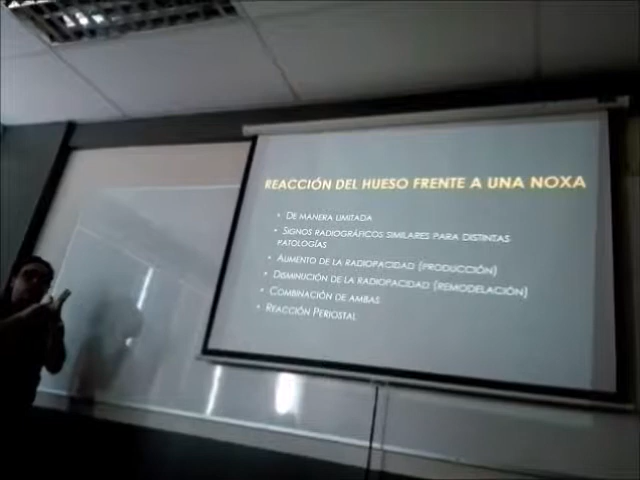 REACCIÓN DEL HUESO FRENTE A UNA NOXA
• DE MANERA LIMITADA
• SIGNOS RADIOGRÁFICOS SIMILARES PARA DISTINTAS
PATOLOGÍAS
• AUMENTO DE LA RADIOPACIDAD (PRODUCCIÓN)
• DISMINUCIÓN DE LA RADIOPACIDAD (REMODELACIÓN)
• COMBINACIÓN DE AMBAS
• REACCIÓN PERIOSTAL